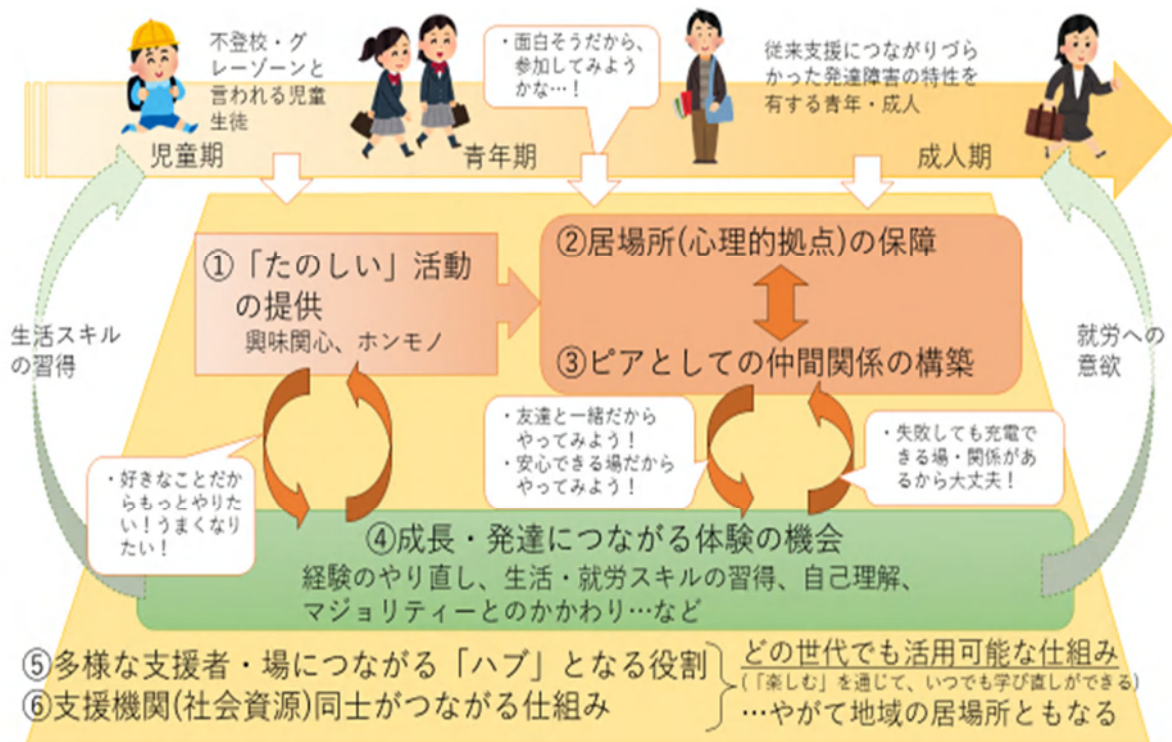 不登校・グ
レーゾーンと
言われる児童
生徒
・面白そうだから、
参加してみよう
かな…！
従来支援につながりづら
かった発達障害の特性を
有する青年・成人
児童期
青年期
成人期
①「たのしい」活動
の提供
興味関心、ホンモノ
②居場所(心理的拠点)の保障
③ピアとしての仲間関係の構築
生活スキル
の習得
就労への
意欲
・好きなことだか
らもっとやりた
い！うまくなり
たい！
・友達と一緒だから
やってみよう！
・安心できる場だから
やってみよう！
・失敗しても充電で
きる場・関係があ
るから大丈夫！
④成長・発達につながる体験の機会
経験のやり直し、生活・就労スキルの習得、自己理解、
マジョリティーとのかかわり…など
⑤多様な支援者・場につながる「ハブ」となる役割
⑥支援機関(社会資源)同士がつながる仕組み
どの世代でも活用可能な仕組み
(「楽しむ」を通じて、いつでも学び直しができる)
…やがて地域の居場所ともなる